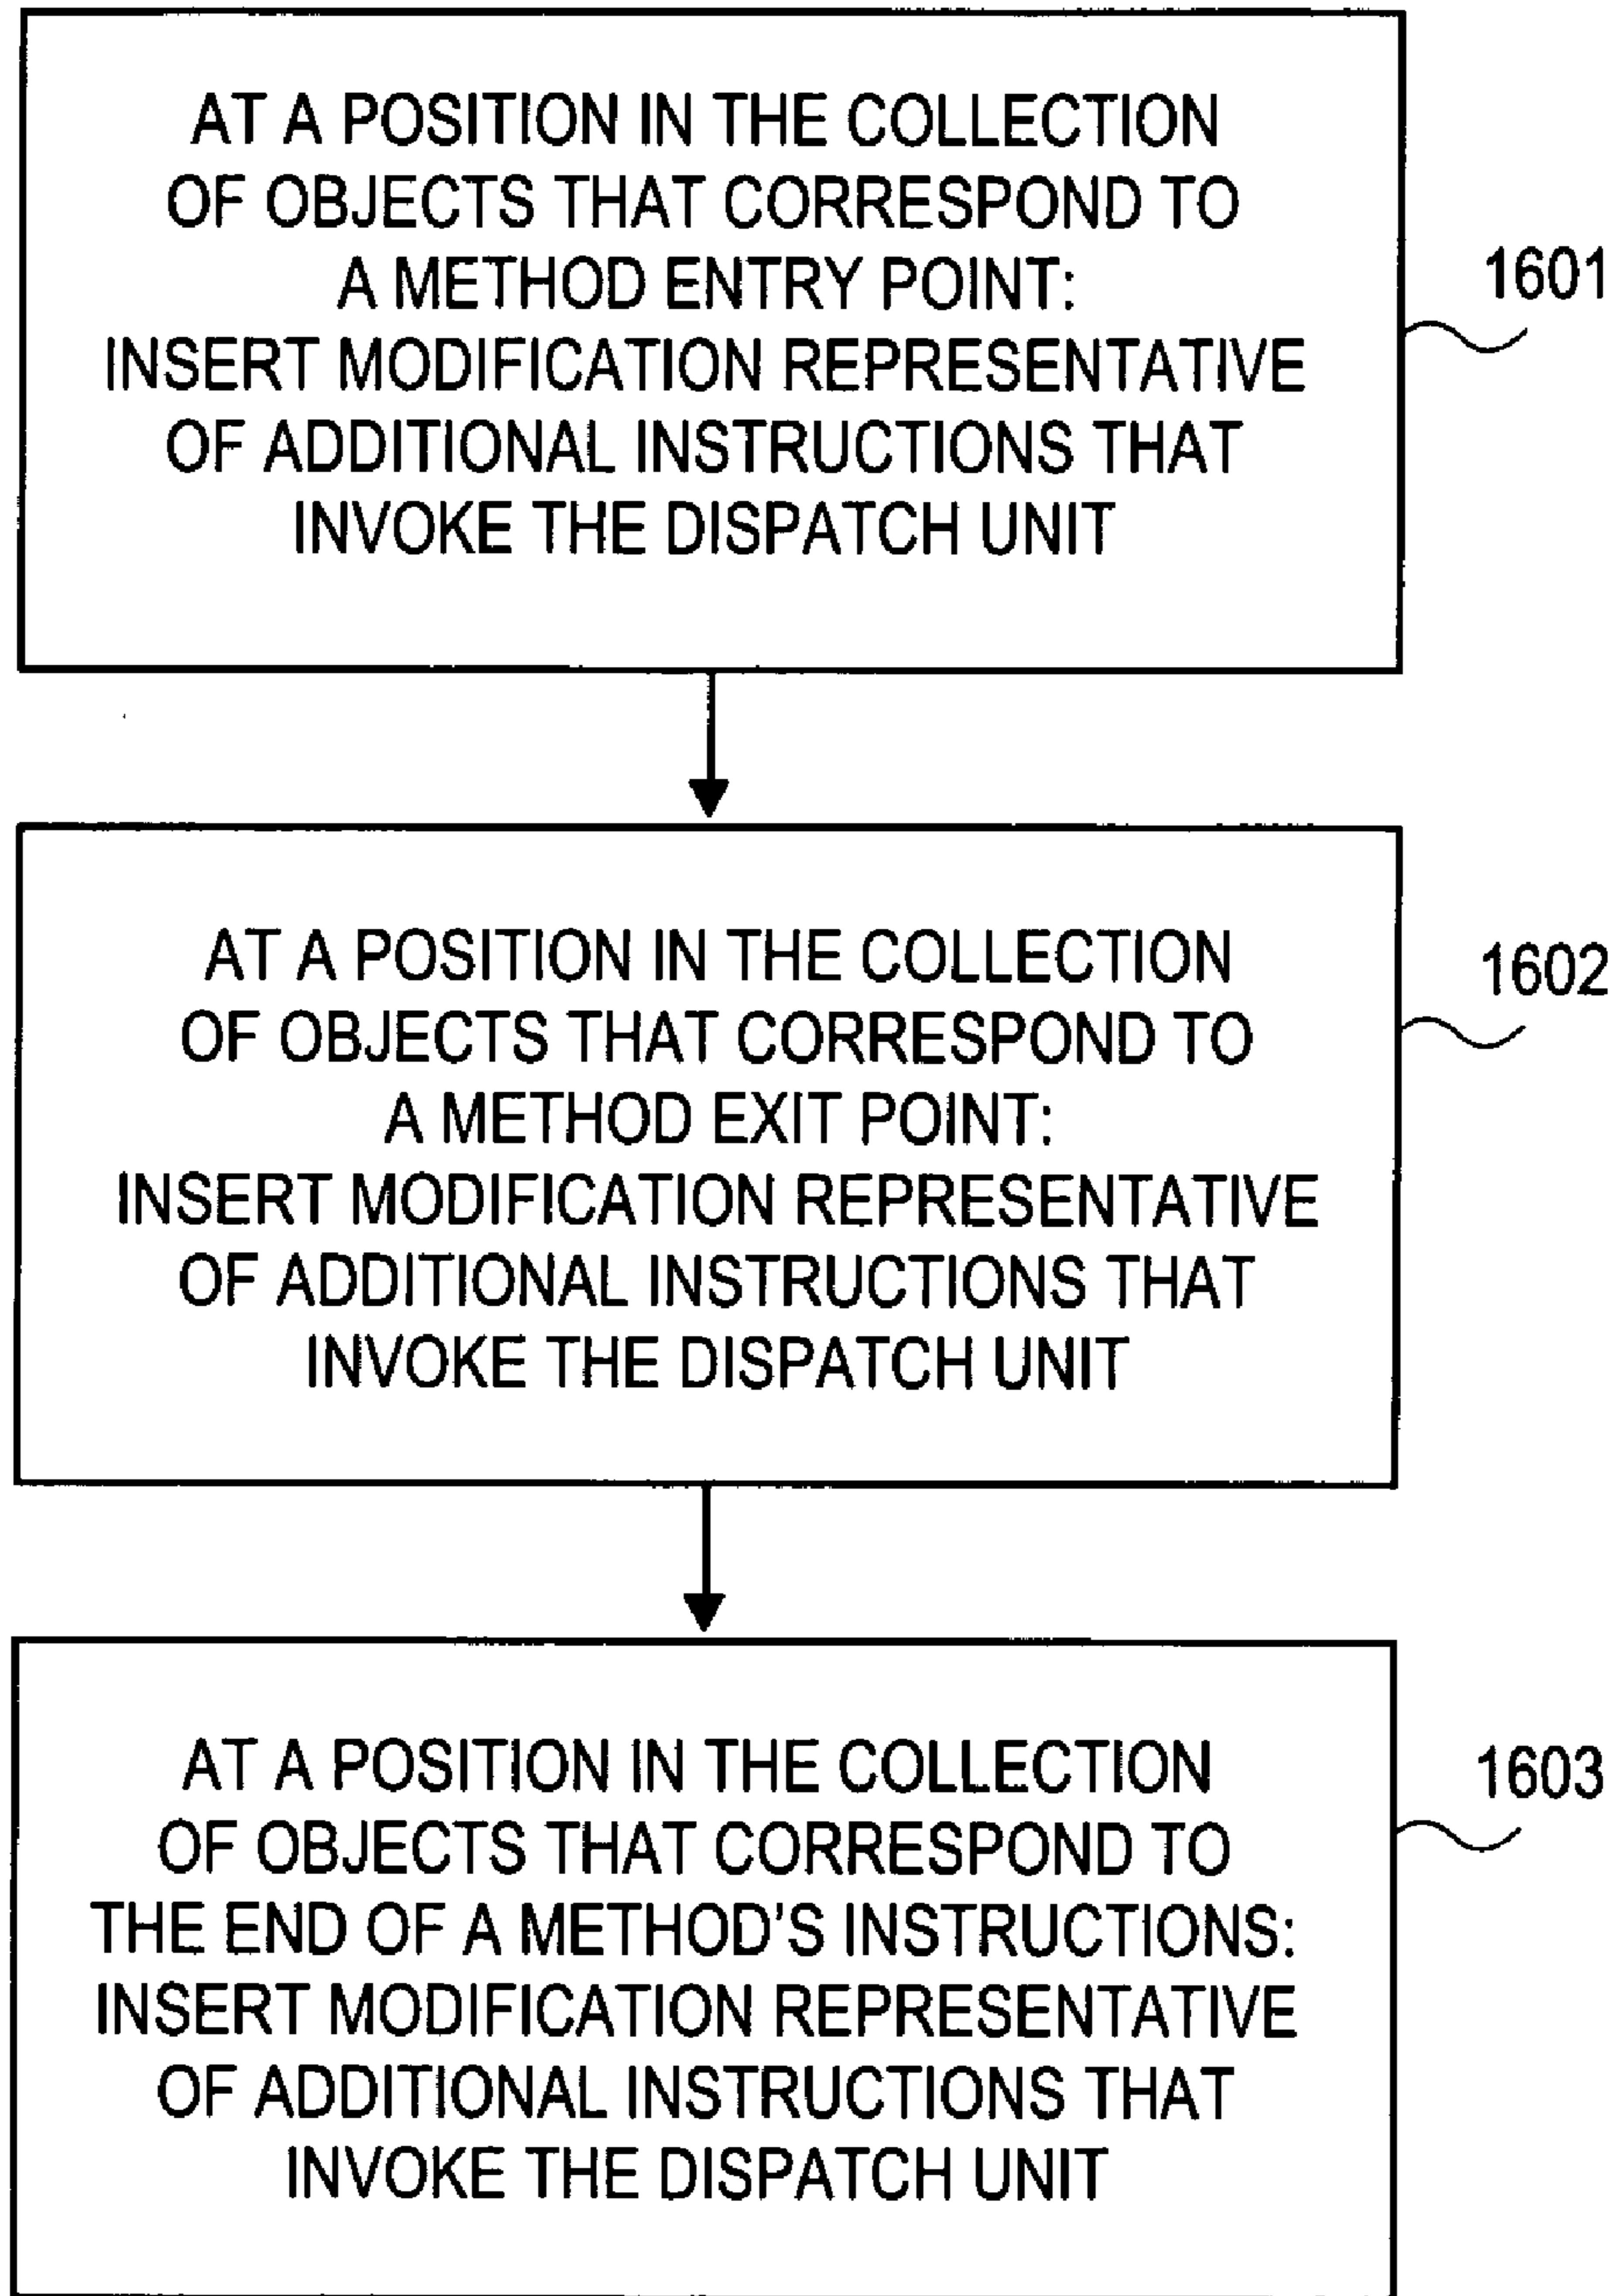 AT A POSITION IN THE COLLECTION
OF OBJECTS THAT CORRESPOND TO
A METHOD ENTRY POINT:
INSERT MODIFICATION REPRESENTATIVE
OF ADDITIONAL INSTRUCTIONS THAT
INVOKE THE DISPATCH UNIT
1601
AT A POSITION IN THE COLLECTION
OF OBJECTS THAT CORRESPOND TO
A METHOD EXIT POINT:
INSERT MODIFICATION REPRESENTATIVE
OF ADDITIONAL INSTRUCTIONS THAT
INVOKE THE DISPATCH UNIT
1602
AT A POSITION IN THE COLLECTION
OF OBJECTS THAT CORRESPOND TO
THE END OF A METHOD'S INSTRUCTIONS:
INSERT MODIFICATION REPRESENTATIVE
OF ADDITIONAL INSTRUCTIONS THAT
INVOKE THE DISPATCH UNIT
1603